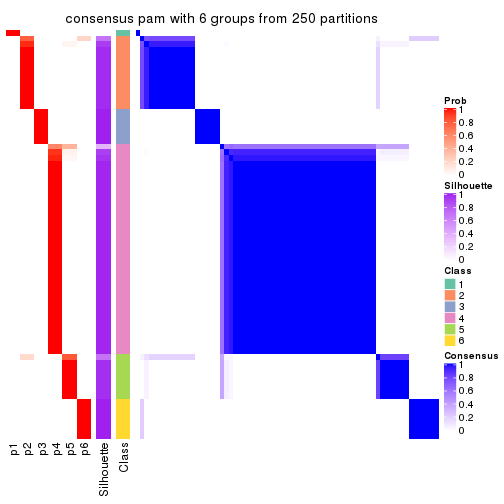 consensus pam with 6 groups from 250 partitions
Prob
1
0.8
0.6
0.4
0.2
0
Silhouette
1
0.8
0.6
0.4
0.2
0
Class
1
2
3
4
5
6
Consensus
1
0.8
0.6
0.4
0.2
0
p1
p2
p3
p4
p5
p6
Silhouette
Class